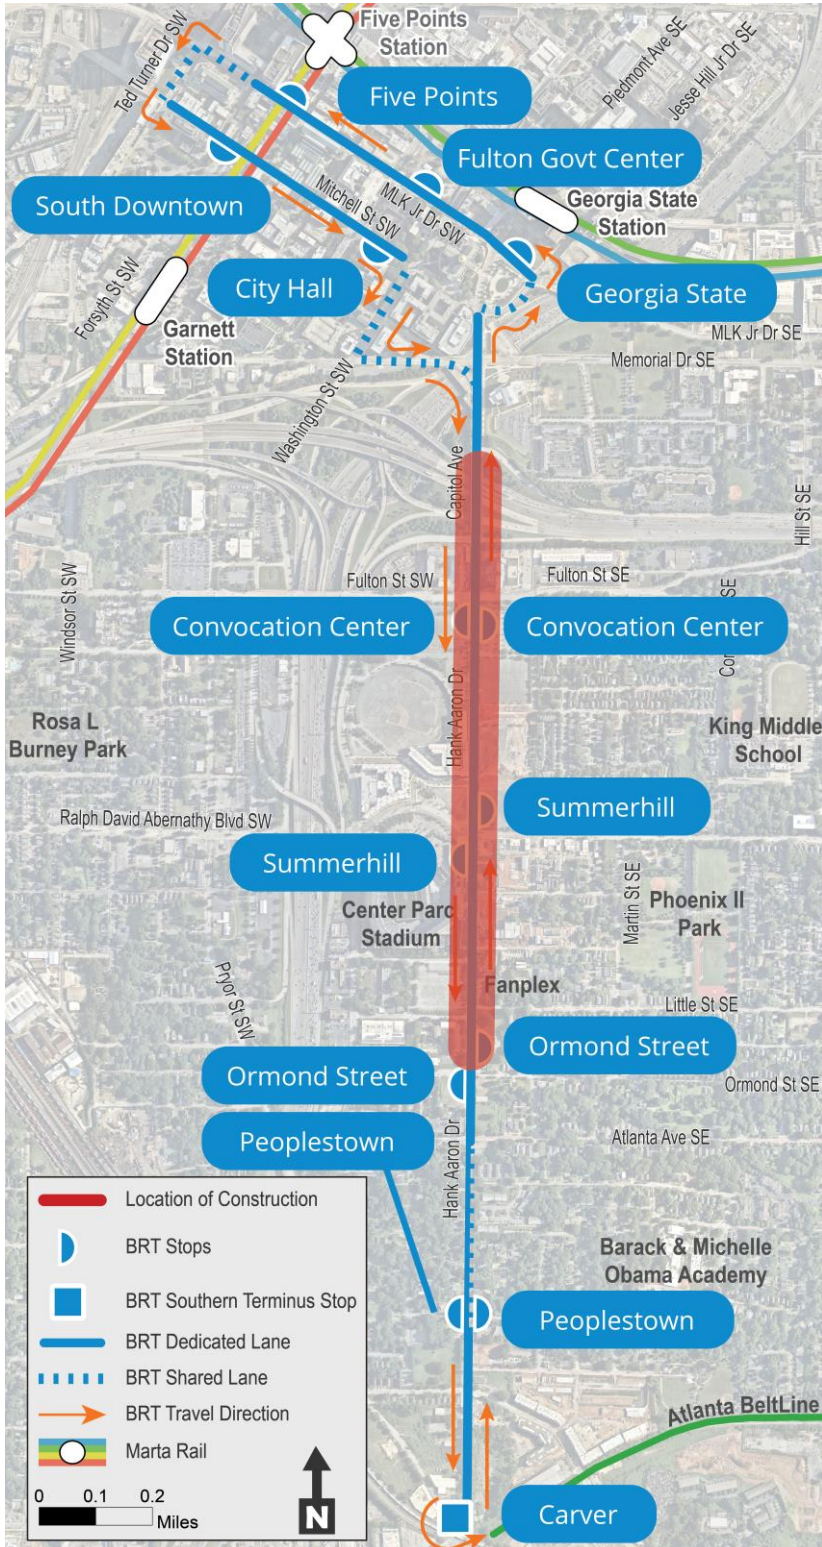 Five Points
Station
Ted Turner Dr SW
Piedmont Ave SE
Jesse Hill Jr Dr SE
Five Points
Fulton Govt Center
Georgia State
Station
South Downtown
Mitchell St SW
MLK Jr Dr SW
City Hall
Georgia State
Forsyth St SW
Garnett
Station
MLK Jr Dr SE
Memorial Dr SE
Washington St SW
Capitol Ave
Hill St SE
Fulton St SW
Fulton St SE
Windsor St SW
Convocation Center
Convocation Center
SE
Hank Aaron Dr
Rosa L
Burney Park
King Middle
School
Summerhill
Ralph David Abernathy Blvd SW
Summerhill
Center Parc
Stadium
Martin St SE
Phoenix II
Park
Pryor St SW
Fanplex
Little St SE
Ormond Street
Ormond Street
Ormond St SE
Peoplestown
Hank Aaron Dr
Atlanta Ave SE
Location of Construction
BRT Stops
BRT Southern Terminus Stop
BRT Dedicated Lane
BRT Shared Lane
BRT Travel Direction
Marta Rail
0 0.1 0.2
Miles
N
Barack & Michelle
Obama Academy
Peoplestown
Atlanta BeltLine
Carver